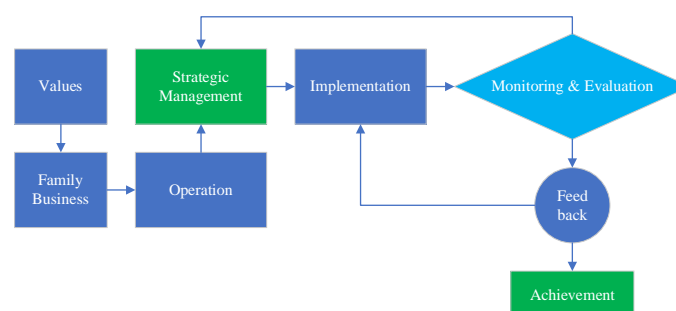 Values
Strategic
Management
Implementation
Monitoring & Evaluation
Family
Business
Operation
Feed
back
Achievement